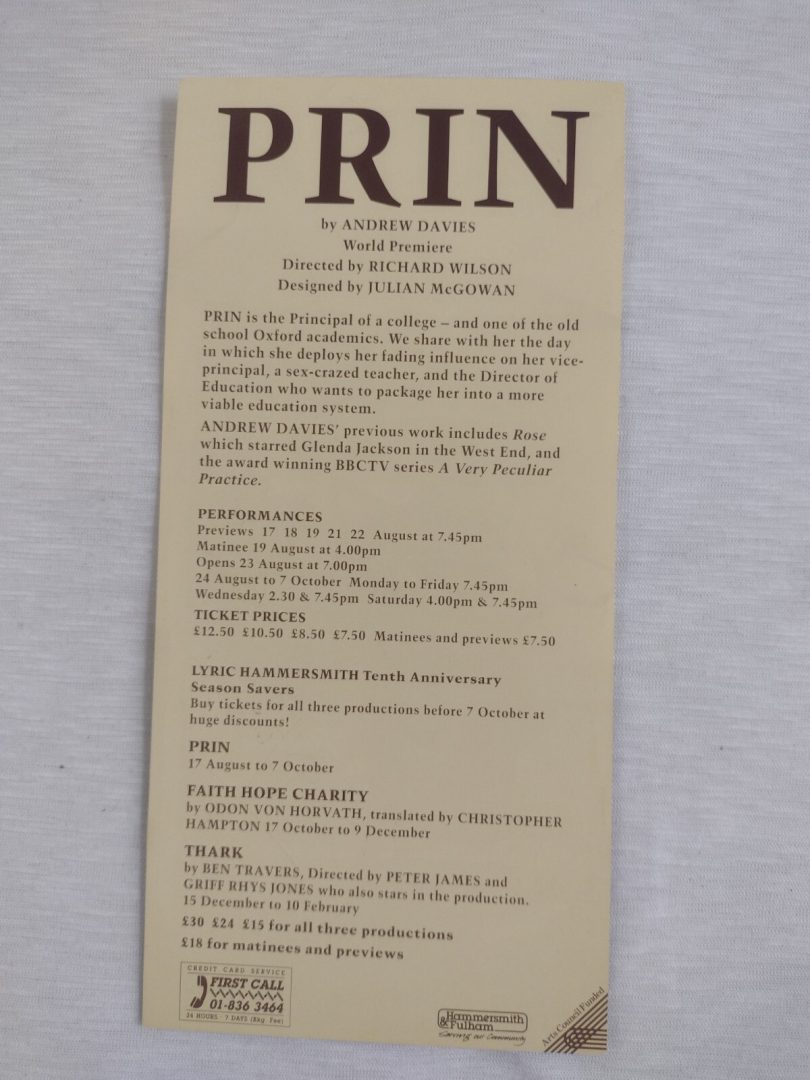 PRIN
by ANDREW DAVIES
World Premiere
Directed by RICHARD WILSON
Designed by JULIAN McGOWAN
PRIN is the Principal of a college – and one of the old
school Oxford academics. We share with her the day
in which she deploys her fading influence on her vice-
principal, a sex-crazed teacher, and the Director of
Education who wants to package her into a more
viable education system.
ANDREW DAVIES' previous work includes Rose
which starred Glenda Jackson in the West End, and
the award winning BBCTV series A Very Peculiar
Practice.
PERFORMANCES
Previews 17 18 19 21 22 August at 7.45pm
Matinee 19 August at 4.00pm
Opens 23 August at 7.00pm
24 August to 7 October Monday to Friday 7.45pm
Wednesday 2.30 & 7.45pm Saturday 4.00pm & 7.45pm
TICKET PRICES
£12.50 £10.50 £8.50 £7.50 Matinees and previews £7.50
LYRIC HAMMERSMITH Tenth Anniversary
Season Savers
Buy tickets for all three productions before 7 October at
huge discounts!
PRIN
17 August to 7 October
FAITH HOPE CHARITY
by ODON VON HORVATH, translated by CHRISTOPHER
HAMPTON 17 October to 9 December
THARK
by BEN TRAVERS, Directed by PETER JAMES and
GRIFF RHYS JONES who also stars in the production.
15 December to 10 February
£30 £24 £15 for all three productions
£18 for matinees and previews
CREDIT CARD SERVICE
FIRST CALL
01-836 3464
24 HOURS · 7 DAYS (Bkg. Fee)
Hammersmith
& Fulham
Serving our Community
Arts Council Funded